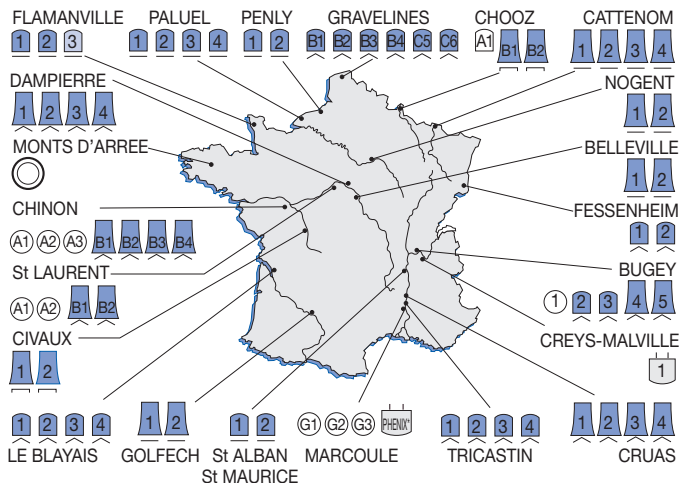 FLAMANVILLE PALUEL PENLY GRAVELINES CHOOZ CATTENOM
1 2 3 1 2 3 4 1 2 B1 B2 B3 B4 C5 C6 A1 B1 B2 1 2 3 4
DAMPIERRE NOGENT
1 2 3 4 1 2
MONTS D'ARREE BELLEVILLE
1 2
CHINON FESSENHEIM
A1 A2 A3 B1 B2 B3 B4 1 2
St LAURENT BUGEY
A1 A2 B1 B2 1 2 3 4 5
CIVAUX CREYS-MALVILLE
1 2 1
1 2 3 4 1 2 1 2 G1 G2 G3 PHENIX* 1 2 3 4 1 2 3 4
LE BLAYAIS GOLFECH St ALBAN MARCOULE TRICASTIN CRUAS
St MAURICE